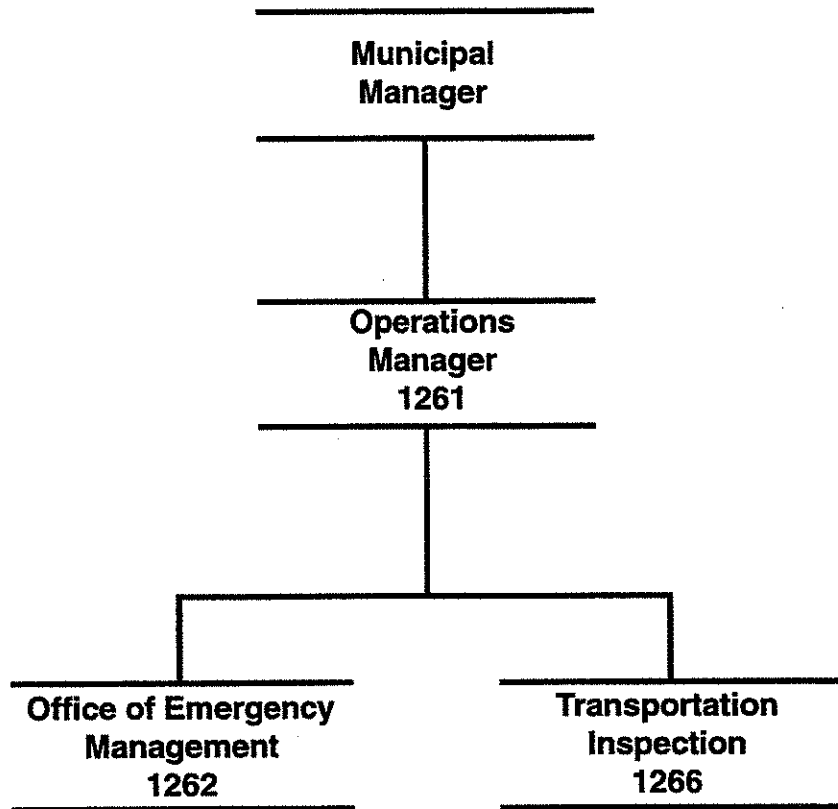 Municipal
Manager
Operations
Manager
1261
Office of Emergency
Management
1262
Transportation
Inspection
1266